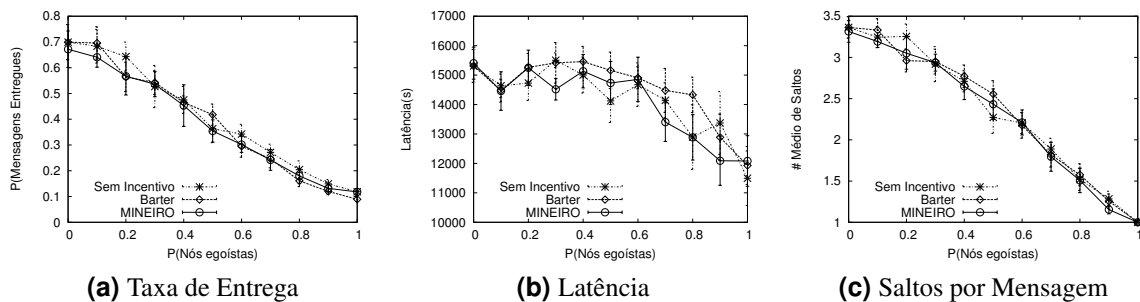 P(Mensagens Entregues)
0.8
0.7
0.6
0.5
0.4
0.3
0.2
0.1
0
Sem Incentivo
Barter
MINEIRO
0 0.2 0.4 0.6 0.8 1
P(Nós egoístas)
(a) Taxa de Entrega
Latência(s)
17000
16000
15000
14000
13000
12000
11000
10000
Sem Incentivo
Barter
MINEIRO
0 0.2 0.4 0.6 0.8 1
P(Nós egoístas)
(b) Latência
# Médio de Saltos
3.5
3
2.5
2
1.5
1
Sem Incentivo
Barter
MINEIRO
0 0.2 0.4 0.6 0.8 1
P(Nós egoístas)
(c) Saltos por Mensagem